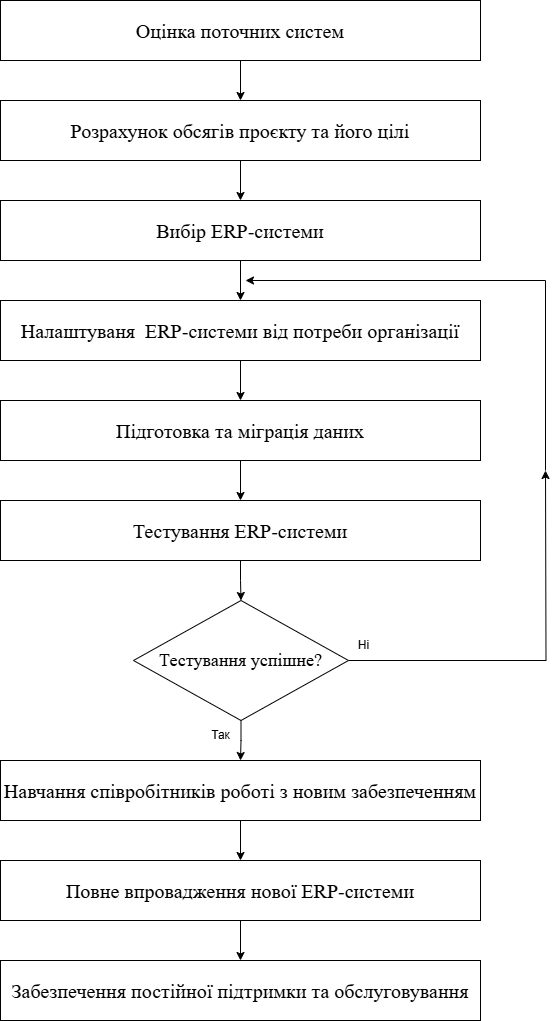 Оцінка поточних систем
Розрахунок обсягів проєкту та його цілі
Вибір ERP-системи
Налаштуваня  ERP-системи від потреби організації
Підготовка та міграція даних
Тестування ERP-системи
Тестування успішне?
Ні
Так
Навчання співробітників роботі з новим забезпеченням
Повне впровадження нової ERP-системи
Забезпечення постійної підтримки та обслуговування